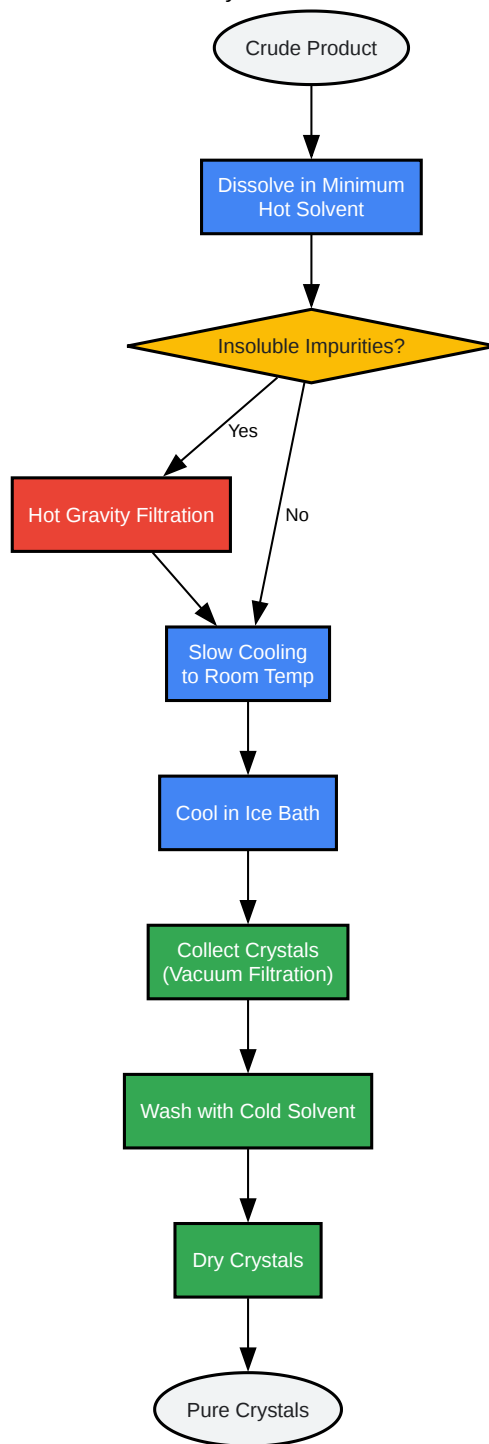 Crude Product
Dissolve in Minimum
Hot Solvent
Insoluble Impurities?
Yes
Hot Gravity Filtration
No
Slow Cooling
to Room Temp
Cool in Ice Bath
Collect Crystals
(Vacuum Filtration)
Wash with Cold Solvent
Dry Crystals
Pure Crystals